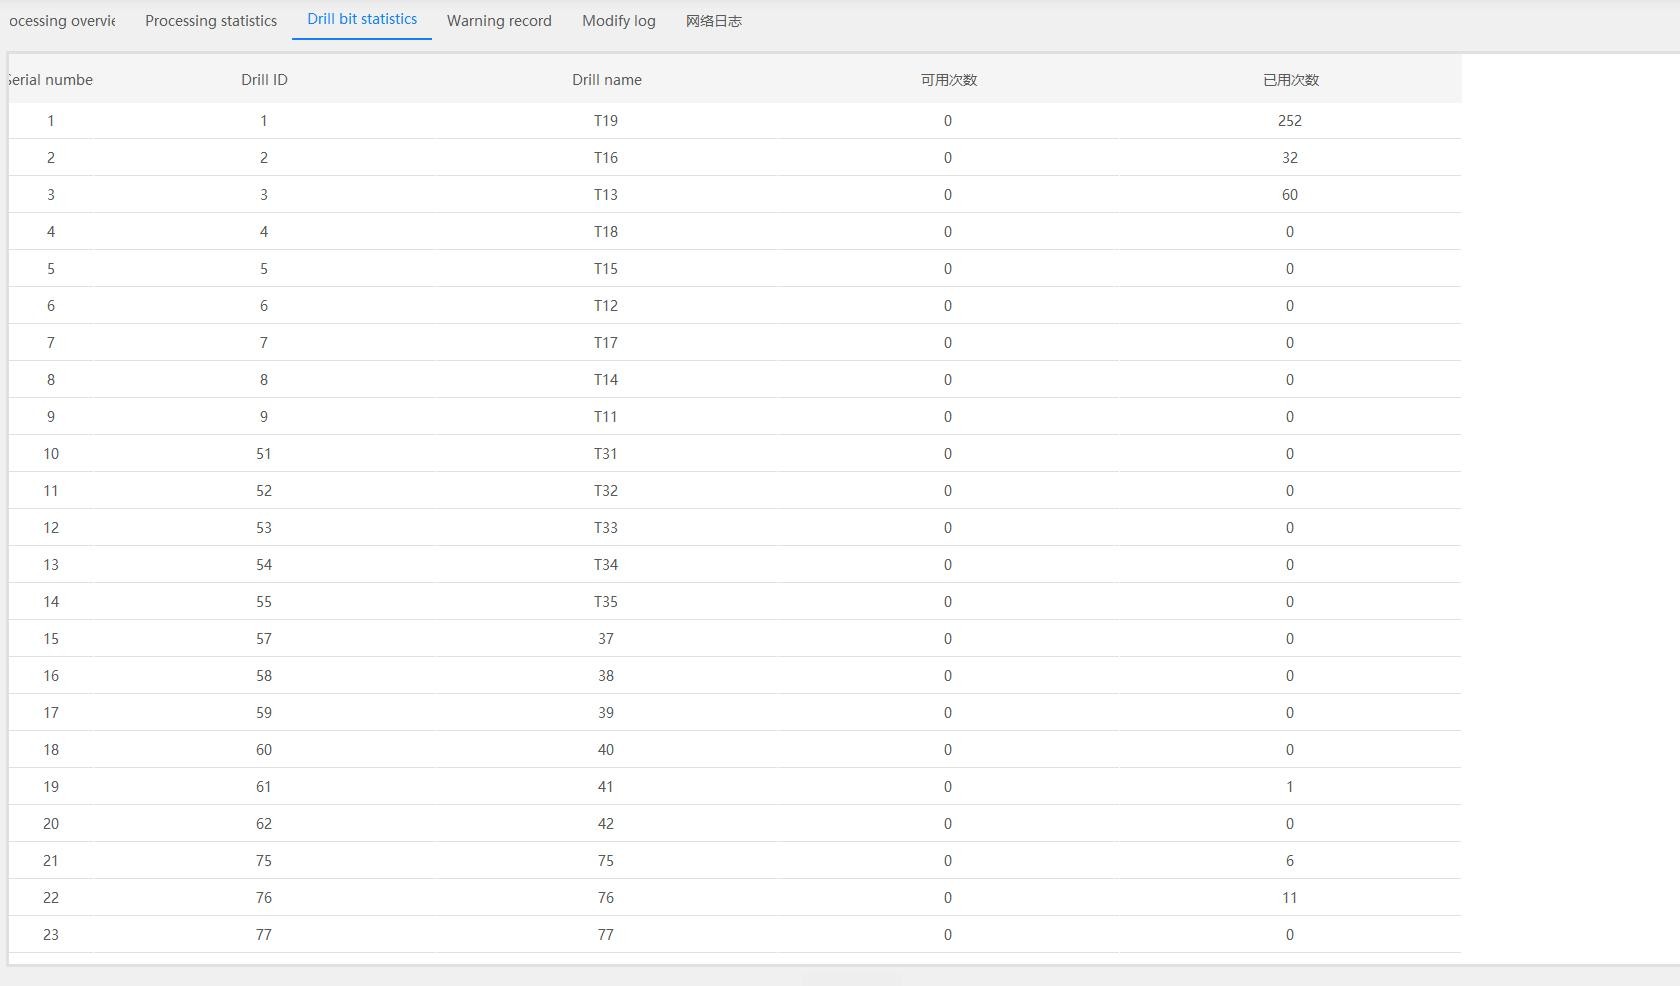 ocessing overvie Processing statistics Drill bit statistics Warning record Modify log 网络日志
Serial numbe Drill ID Drill name 可用次数 已用次数
1 1 T19 0 252
2 2 T16 0 32
3 3 T13 0 60
4 4 T18 0 0
5 5 T15 0 0
6 6 T12 0 0
7 7 T17 0 0
8 8 T14 0 0
9 9 T11 0 0
10 51 T31 0 0
11 52 T32 0 0
12 53 T33 0 0
13 54 T34 0 0
14 55 T35 0 0
15 57 37 0 0
16 58 38 0 0
17 59 39 0 0
18 60 40 0 0
19 61 41 0 1
20 62 42 0 0
21 75 75 0 6
22 76 76 0 11
23 77 77 0 0